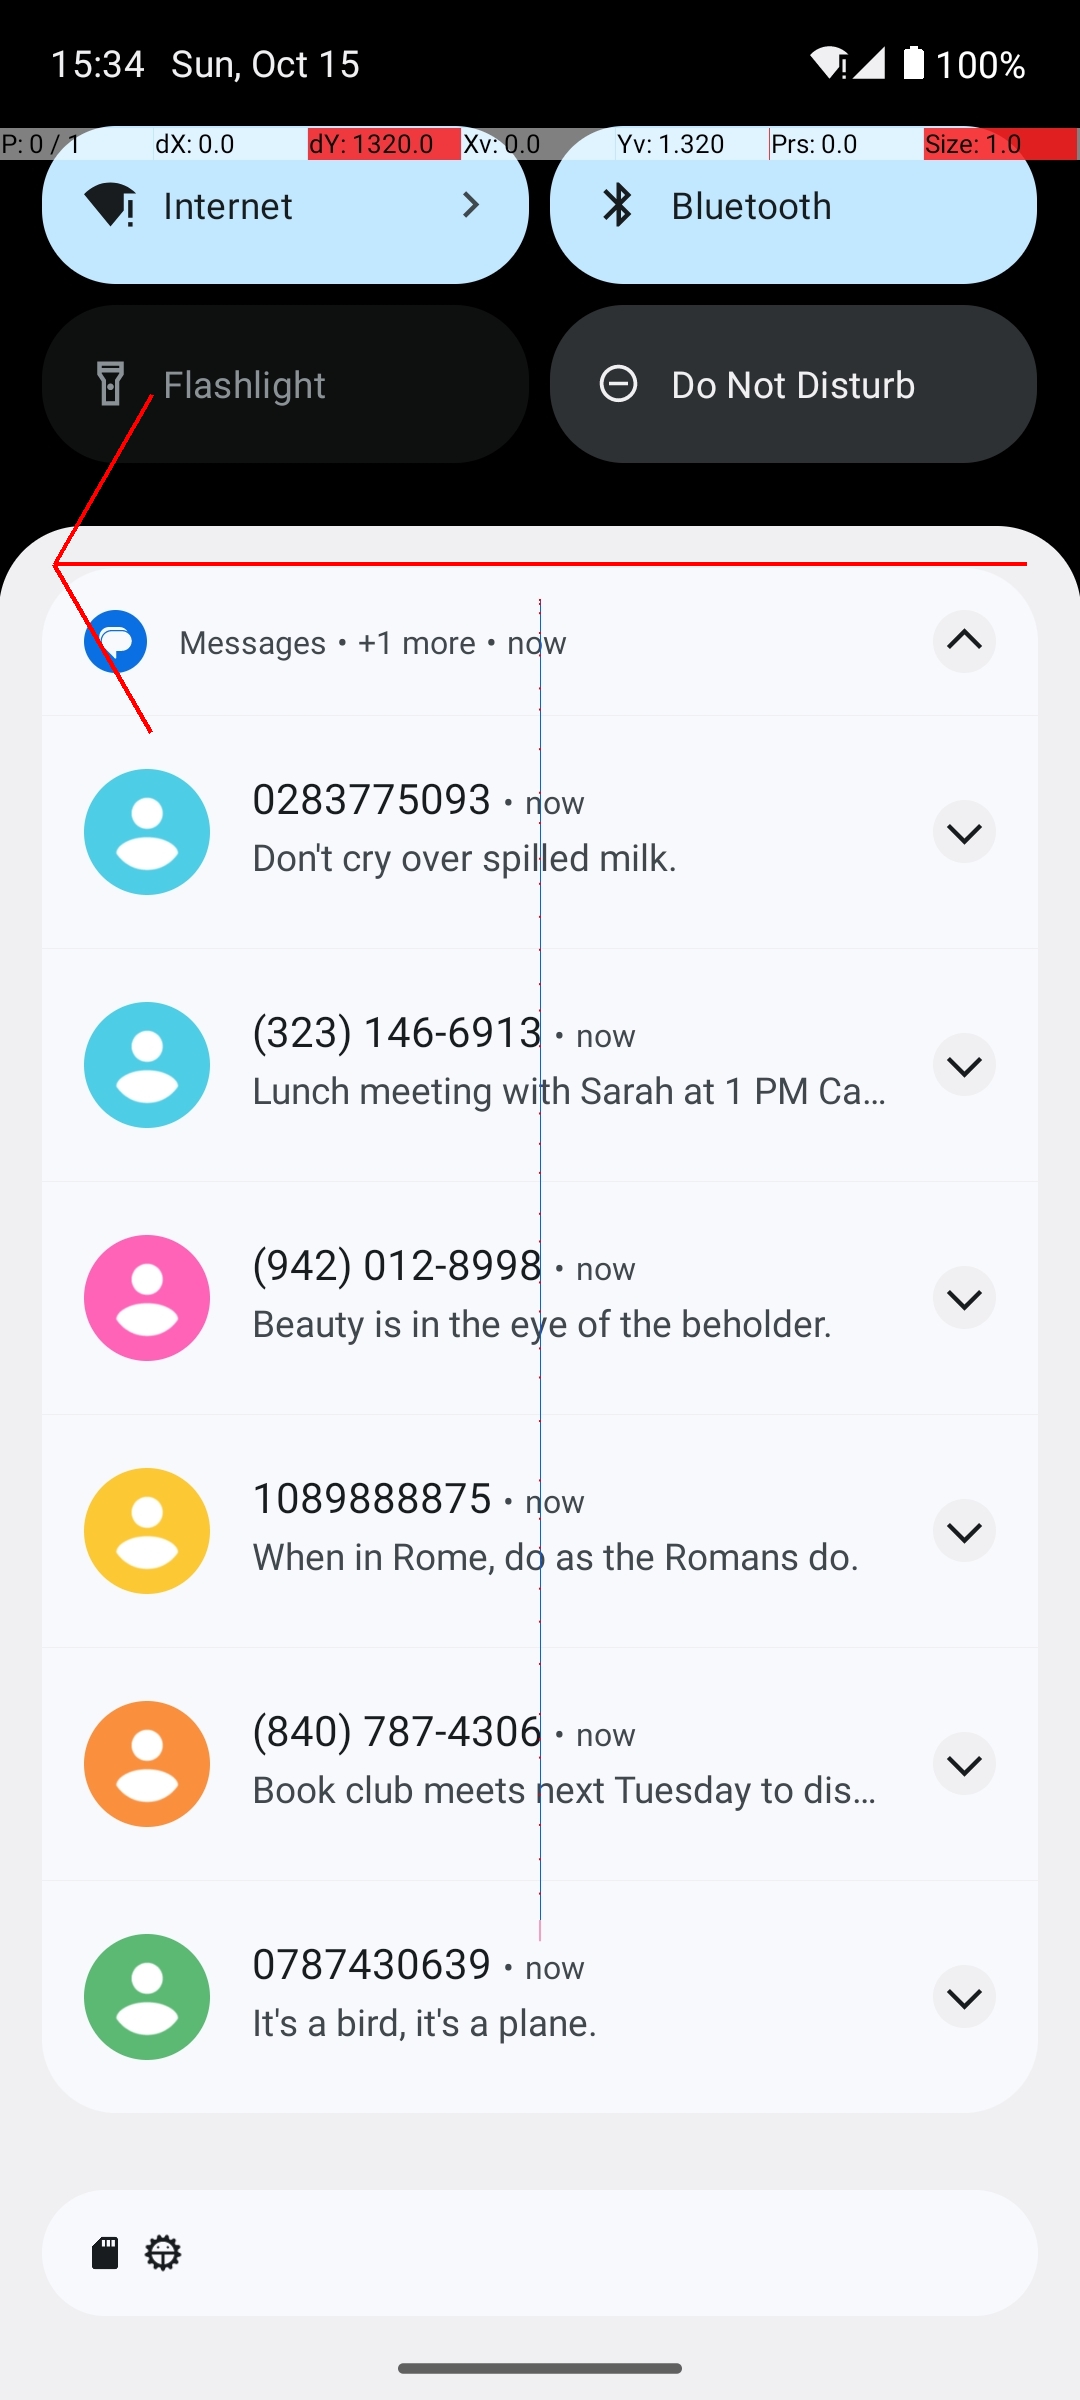 15:34 Sun, Oct 15 100%
P: 0 / 1 dX: 0.0 dY: 1320.0 Xv: 0.0 Yv: 1.320 Prs: 0.0 Size: 1.0
Internet Bluetooth
Flashlight Do Not Disturb
Messages • +1 more • now
0283775093 • now
Don't cry over spilled milk.
(323) 146-6913 • now
Lunch meeting with Sarah at 1 PM Ca…
(942) 012-8998 • now
Beauty is in the eye of the beholder.
1089888875 • now
When in Rome, do as the Romans do.
(840) 787-4306 • now
Book club meets next Tuesday to dis…
0787430639 • now
It's a bird, it's a plane.